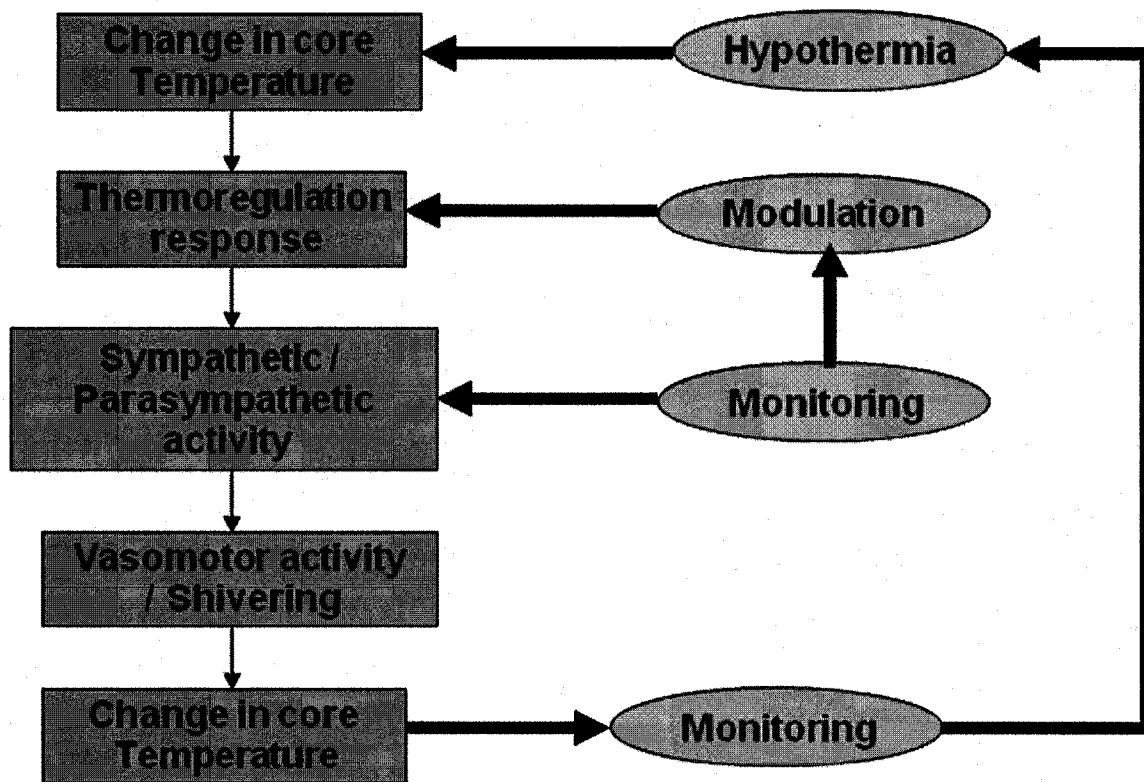 Change in core
Temperature
Hypothermia
Thermoregulation
response
Modulation
Sympathetic /
Parasympathetic
activity
Monitoring
Vasomotor activity
/ Shivering
Change in core
Temperature
Monitoring